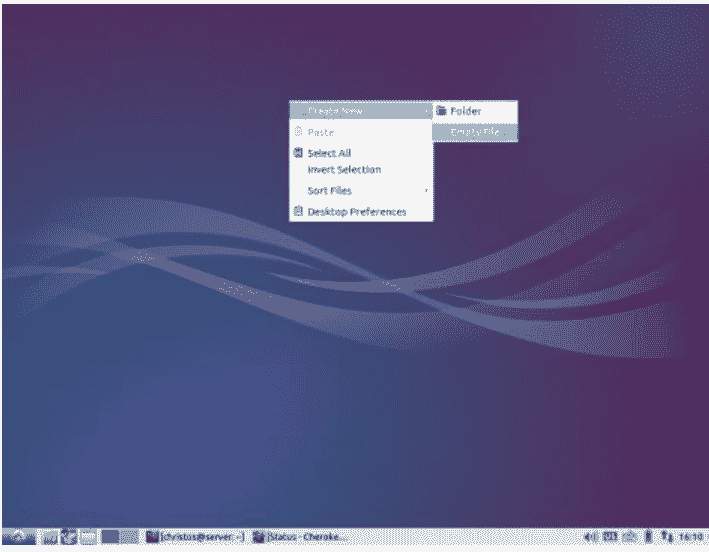 Create New
Folder
Paste
Empty File
Select All
Invert Selection
Sort Files
Desktop Preferences
[christus@server: ~]
[Status - Cheroke...
16:10